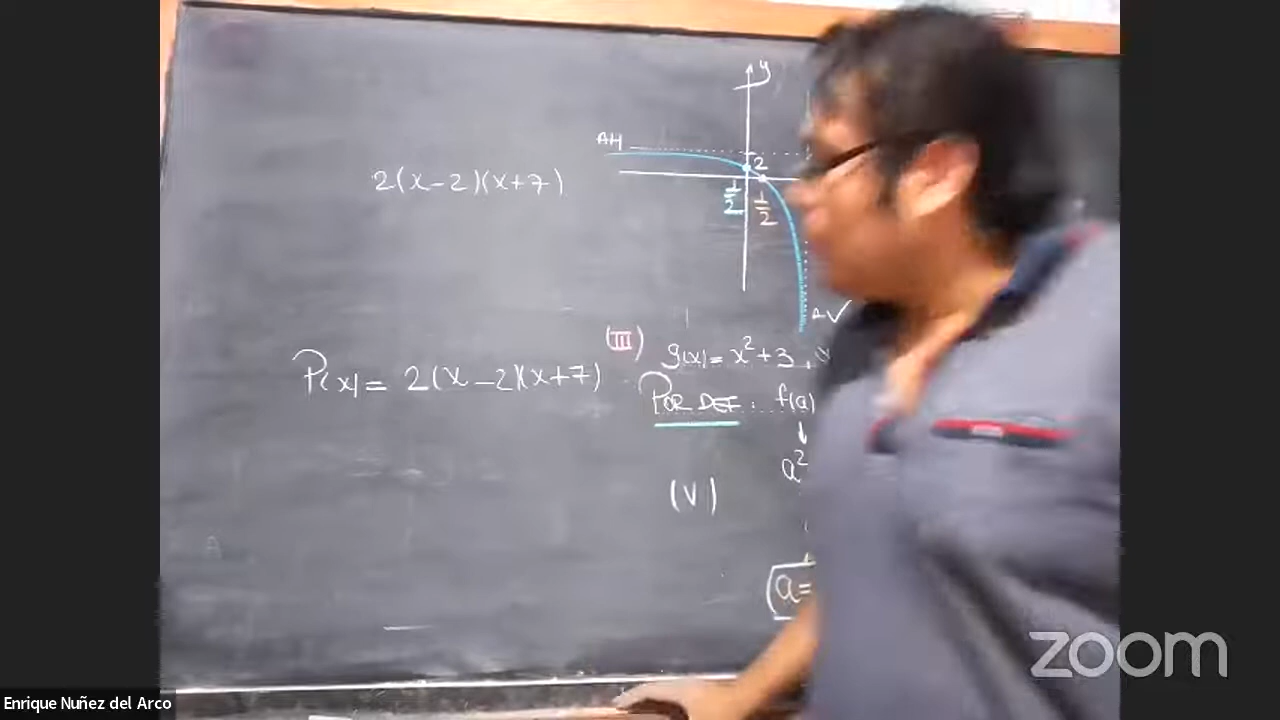 y
AH
2
2(x-2)(x+7)
1/2
1/2
AV
(III) g(x) = x²+3,
P(x) = 2(x-2)(x+7)
POR DEF: f(a)
a²
(V)
a=
zoom
Enrique Nuñez del Arco